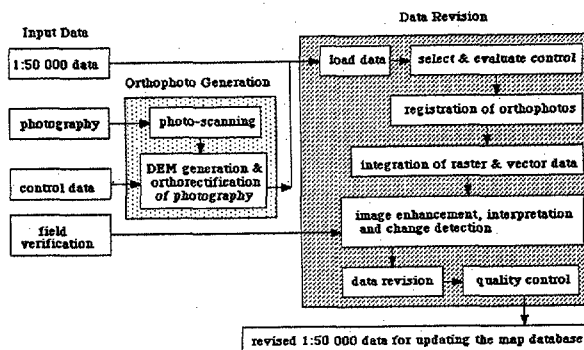 Data Revision
Input Data
1:50 000 data
load data
select & evaluate control
Orthophoto Generation
registration of orthophotos
photography
photo-scanning
integration of raster & vector data
control data
DEM generation &
orthorectification
of photography
image enhancement, interpretation
and change detection
field
verification
data revision
quality control
revised 1:50 000 data for updating the map database